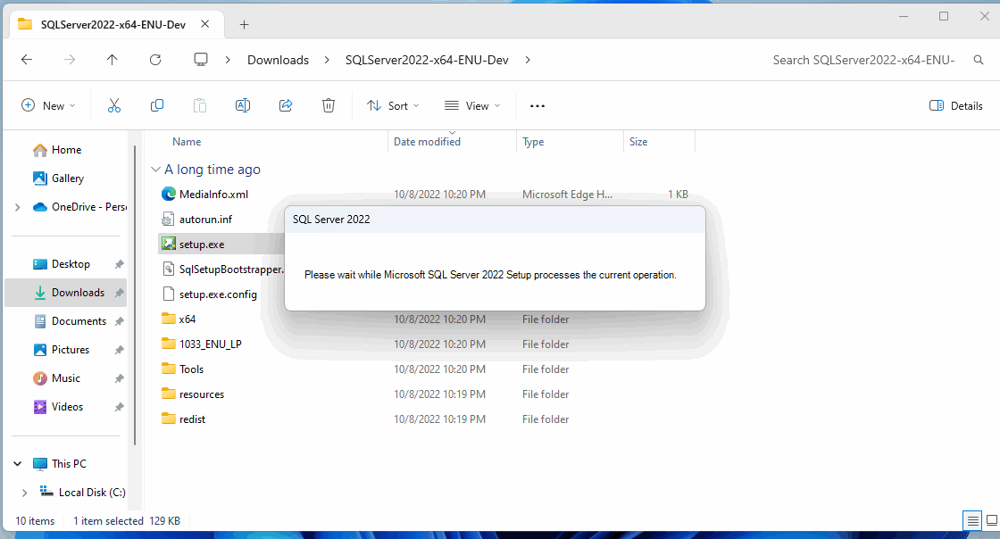 SQLServer2022-x64-ENU-Dev
Downloads SQLServer2022-x64-ENU-Dev Search SQLServer2022-x64-ENU-
New Sort View Details
Name Date modified Type Size
A long time ago
MediaInfo.xml 10/8/2022 10:20 PM Microsoft Edge H... 1 KB
autorun.inf
setup.exe
SqlSetupBootstrapper.
setup.exe.config
x64 10/8/2022 10:20 PM File folder
1033_ENU_LP 10/8/2022 10:20 PM File folder
Tools 10/8/2022 10:20 PM File folder
resources 10/8/2022 10:19 PM File folder
redist 10/8/2022 10:19 PM File folder
SQL Server 2022
Please wait while Microsoft SQL Server 2022 Setup processes the current operation.
Home
Gallery
OneDrive - Perso
Desktop
Downloads
Documents
Pictures
Music
Videos
This PC
Local Disk (C:)
10 items 1 item selected 129 KB